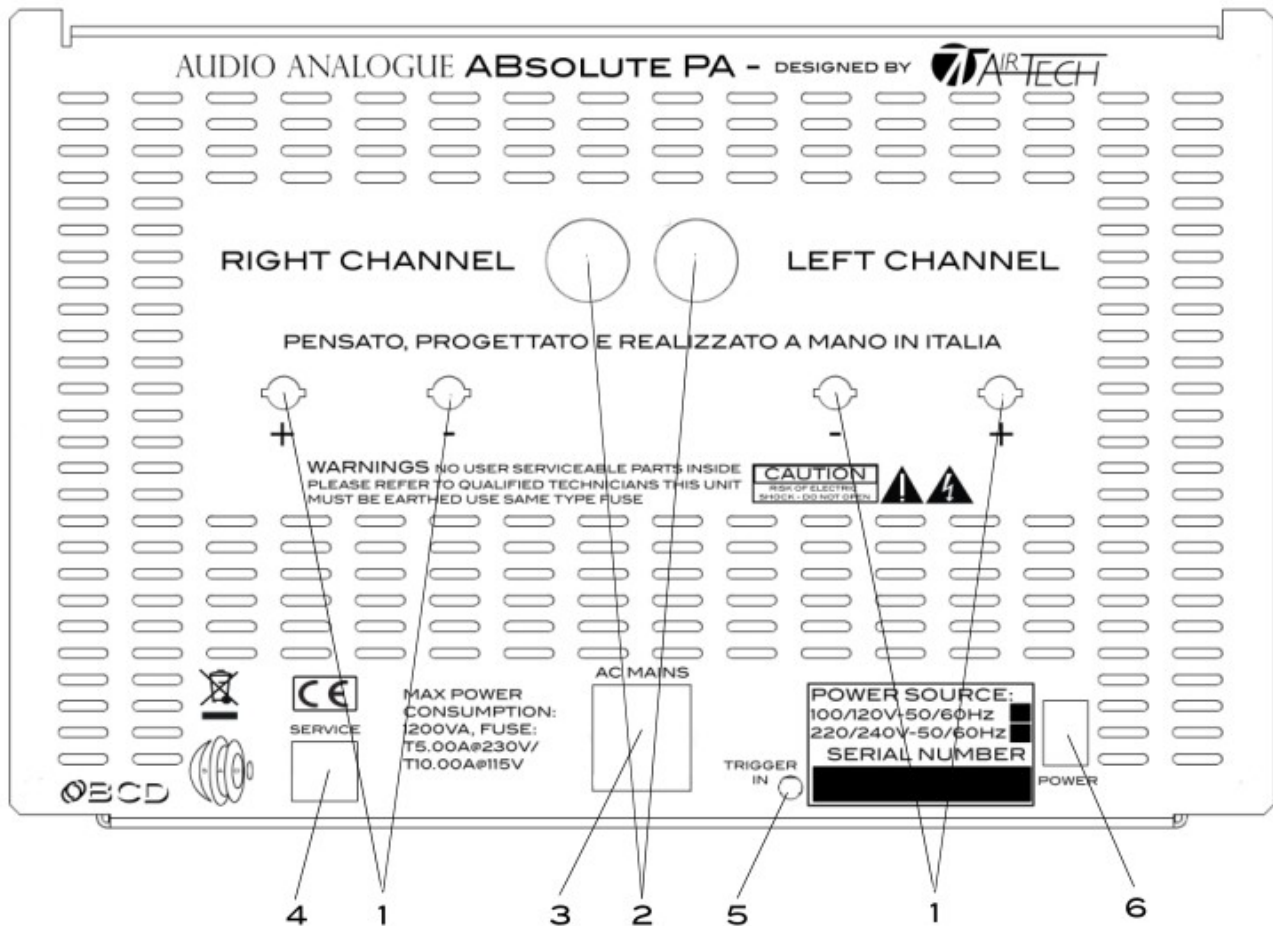 AUDIO ANALOGUE ABSOLUTE PA - DESIGNED BY AIRTECH
RIGHT CHANNEL
LEFT CHANNEL
PENSATO, PROGETTATO E REALIZZATO A MANO IN ITALIA
+
-
-
+
WARNINGS NO USER SERVICEABLE PARTS INSIDE
PLEASE REFER TO QUALIFIED TECHNICIANS THIS UNIT
MUST BE EARTHED USE SAME TYPE FUSE
CAUTION
RISK OF ELECTRIC
SHOCK - DO NOT OPEN
CE
SERVICE
MAX POWER
CONSUMPTION:
1200VA, FUSE:
T5.00A@230V/
T10.00A@115V
AC MAINS
TRIGGER
IN
POWER SOURCE:
100/120V~50/60Hz
220/240V~50/60Hz
SERIAL NUMBER
POWER
BCD
4
1
3
2
5
1
6